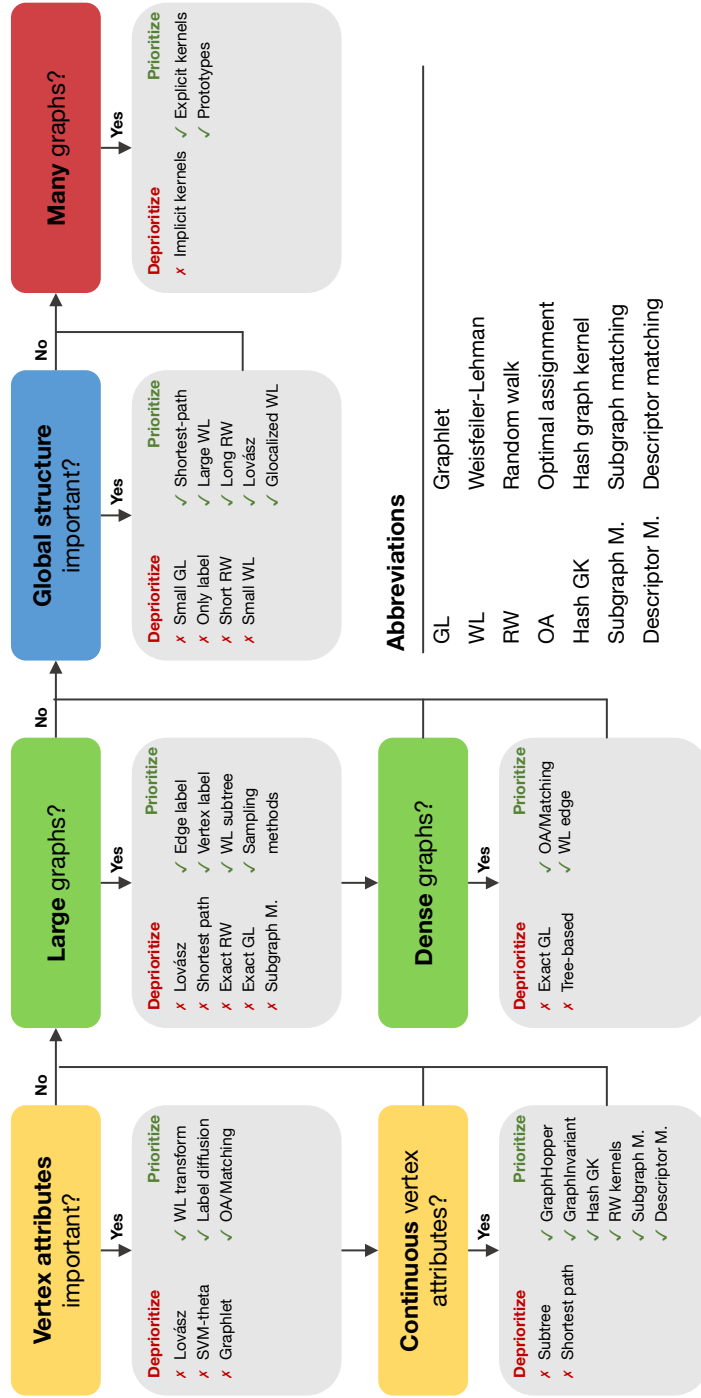 Vertex attributes
important?
No
Yes
Deprioritize
Prioritize
✗ Lovász
✗ SVM-theta
✗ Graphlet
✓ WL transform
✓ Label diffusion
✓ OA/Matching
Continuous vertex
attributes?
Yes
Deprioritize
Prioritize
✗ Subtree
✗ Shortest path
✓ GraphHopper
✓ GraphInvariant
✓ Hash GK
✓ RW kernels
✓ Subgraph M.
✓ Descriptor M.
Large graphs?
No
Yes
Deprioritize
Prioritize
✗ Lovász
✗ Shortest path
✗ Exact RW
✗ Exact GL
✗ Subgraph M.
✓ Edge label
✓ Vertex label
✓ WL subtree
✓ Sampling
methods
Dense graphs?
Yes
Deprioritize
Prioritize
✗ Exact GL
✗ Tree-based
✓ OA/Matching
✓ WL edge
Global structure
important?
No
Yes
Deprioritize
Prioritize
✗ Small GL
✗ Only label
✗ Short RW
✗ Small WL
✓ Shortest-path
✓ Large WL
✓ Long RW
✓ Lovász
✓ Glocalized WL
Many graphs?
Yes
Deprioritize
Prioritize
✗ Implicit kernels
✓ Explicit kernels
✓ Prototypes
Abbreviations
GL Graphlet
WL Weisfeiler-Lehman
RW Random walk
OA Optimal assignment
Hash GK Hash graph kernel
Subgraph M. Subgraph matching
Descriptor M. Descriptor matching